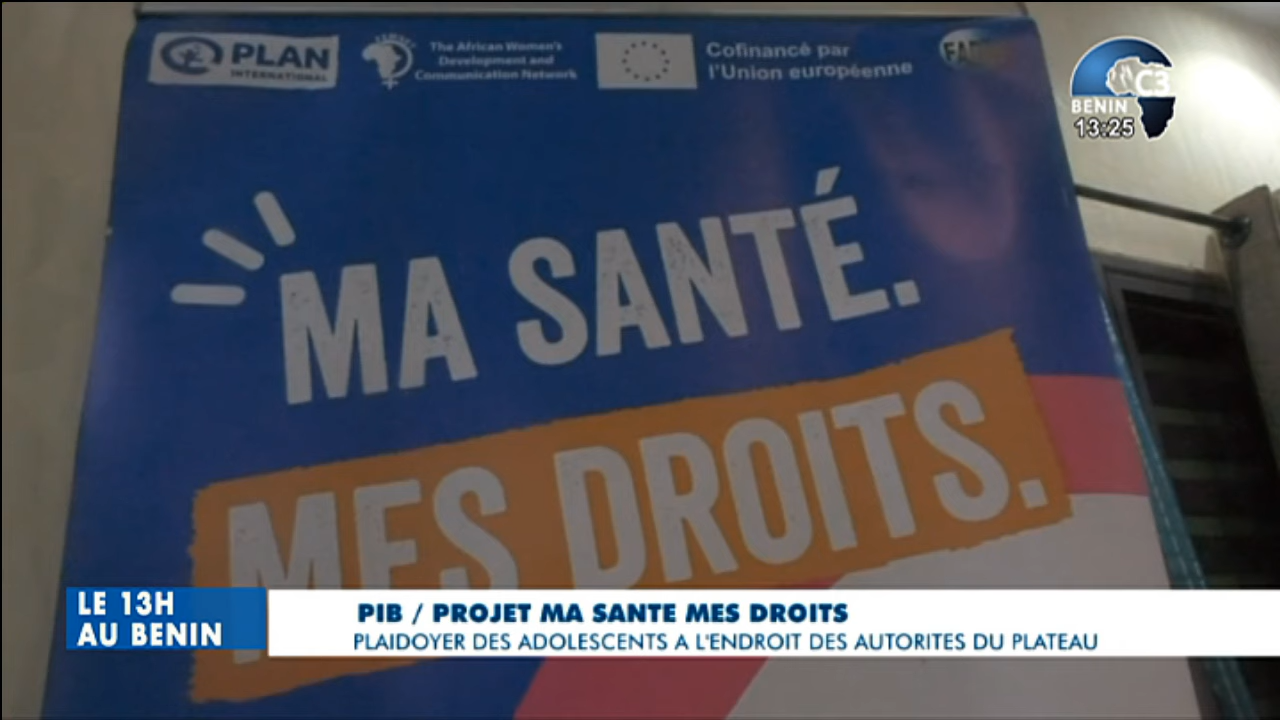 PLAN
INTERNATIONAL
The African Women's
Development and
Communication Network
Cofinancé par
l'Union européenne
C3
BENIN
13:25
MA SANTÉ.
MES DROITS.
LE 13H
AU BENIN
PIB / PROJET MA SANTE MES DROITS
PLAIDOYER DES ADOLESCENTS A L'ENDROIT DES AUTORITES DU PLATEAU